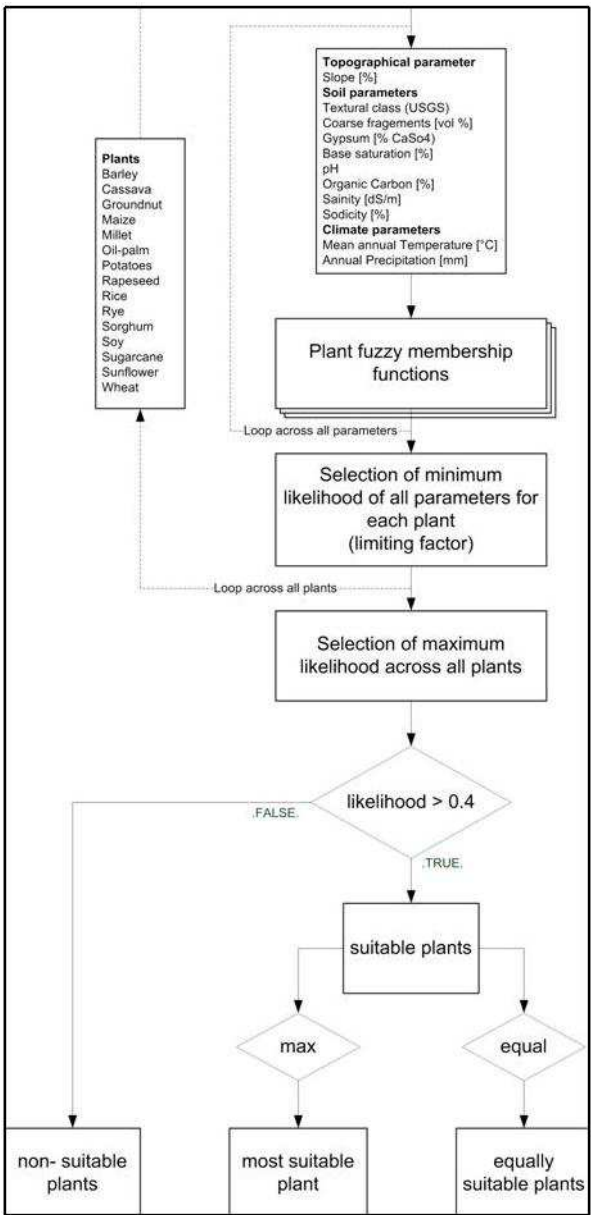 Topographical parameter
Slope [%]
Soil parameters
Textural class (USGS)
Coarse fragements [vol %]
Gypsum [% CaSo4)
Base saturation [%]
pH
Organic Carbon [%]
Sainity [dS/m]
Sodicity [%]
Climate parameters
Mean annual Temperature [°C]
Annual Precipitation [mm]
Plants
Barley
Cassava
Groundnut
Maize
Millet
Oil-palm
Potatoes
Rapeseed
Rice
Rye
Sorghum
Soy
Sugarcane
Sunflower
Wheat
Plant fuzzy membership
functions
Loop across all parameters
Selection of minimum
likelihood of all parameters for
each plant
(limiting factor)
Loop across all plants
Selection of maximum
likelihood across all plants
likelihood > 0.4
.FALSE.
.TRUE.
suitable plants
max
equal
non- suitable
plants
most suitable
plant
equally
suitable plants